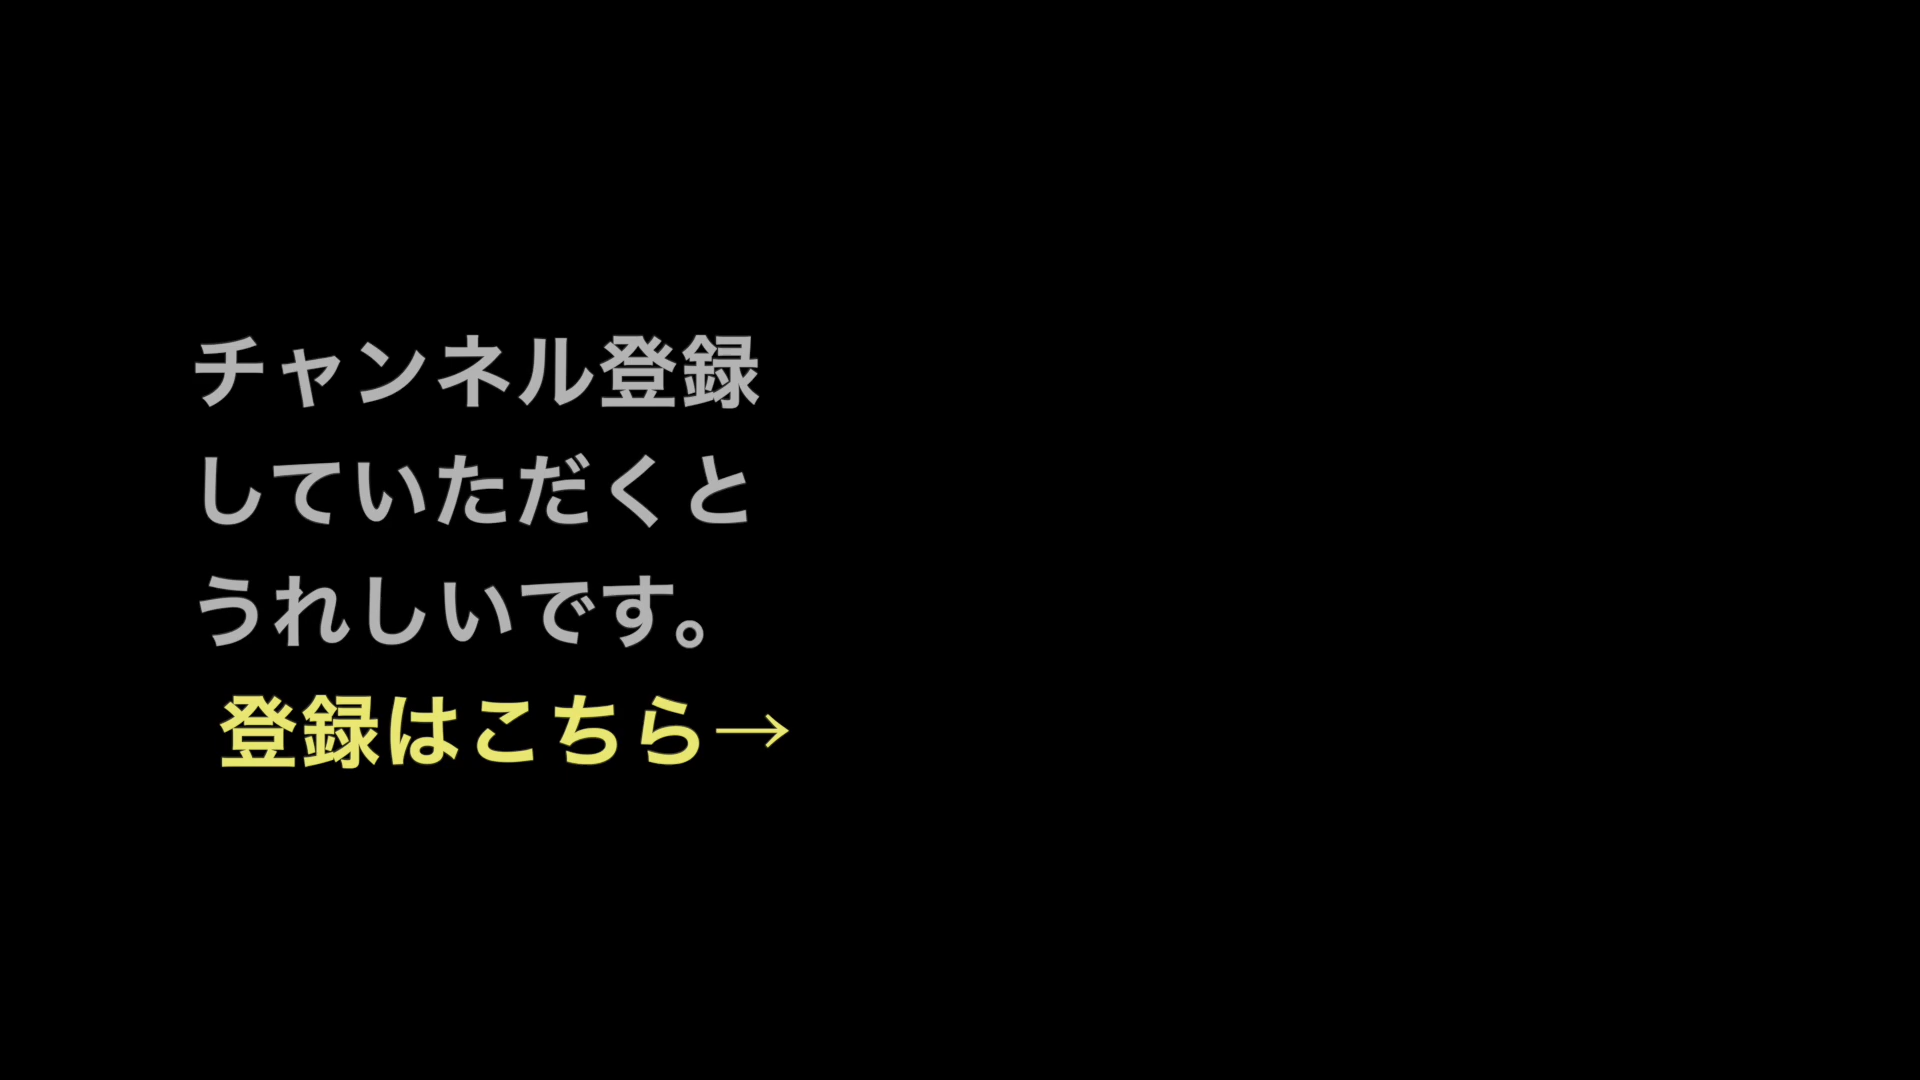 チャンネル登録
していただくと
うれしいです。
登録はこちら→